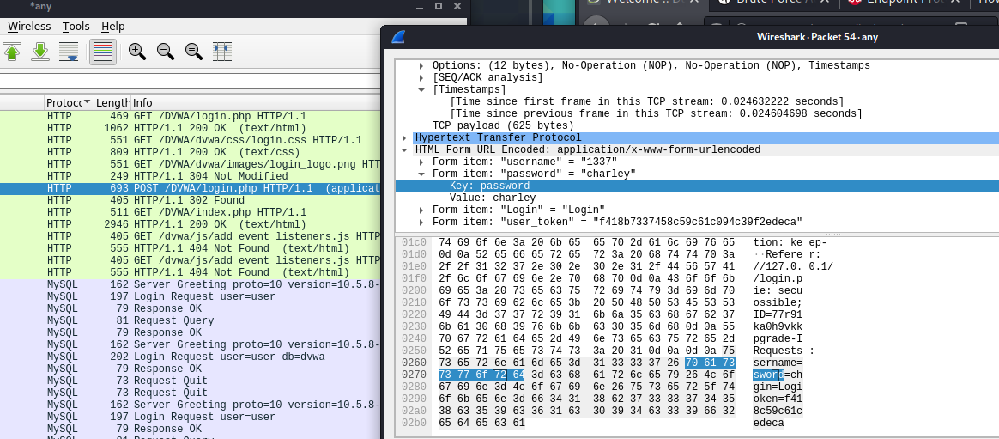 *any
Welcome :: D
Brute Force A
Endpoint Pro
How
Wireless Tools Help
Wireshark · Packet 54 · any
Protocc Length Info
HTTP 469 GET /DVWA/login.php HTTP/1.1
HTTP 1062 HTTP/1.1 200 OK (text/html)
HTTP 551 GET /DVWA/dvwa/css/login.css HTTP/1.1
HTTP 809 HTTP/1.1 200 OK (text/css)
HTTP 551 GET /DVWA/dvwa/images/login_logo.png HTT
HTTP 249 HTTP/1.1 304 Not Modified
HTTP 693 POST /DVWA/login.php HTTP/1.1 (applicat
HTTP 405 HTTP/1.1 302 Found
HTTP 511 GET /DVWA/index.php HTTP/1.1
HTTP 2946 HTTP/1.1 200 OK (text/html)
HTTP 405 GET /dvwa/js/add_event_listeners.js HTTP
HTTP 555 HTTP/1.1 404 Not Found (text/html)
HTTP 405 GET /dvwa/js/add_event_listeners.js HTTP
HTTP 555 HTTP/1.1 404 Not Found (text/html)
MySQL 162 Server Greeting proto=10 version=10.5.8-
MySQL 197 Login Request user=user
MySQL 79 Response OK
MySQL 81 Request Query
MySQL 79 Response OK
MySQL 162 Server Greeting proto=10 version=10.5.8-
MySQL 202 Login Request user=user db=dvwa
MySQL 79 Response OK
MySQL 73 Request Quit
MySQL 73 Request Quit
MySQL 162 Server Greeting proto=10 version=10.5.8-
MySQL 197 Login Request user=user
MySQL 79 Response OK
MySQL 81 Request Query
Options: (12 bytes), No-Operation (NOP), No-Operation (NOP), Timestamps
[SEQ/ACK analysis]
[Timestamps]
[Time since first frame in this TCP stream: 0.024632222 seconds]
[Time since previous frame in this TCP stream: 0.024604698 seconds]
TCP payload (625 bytes)
Hypertext Transfer Protocol
HTML Form URL Encoded: application/x-www-form-urlencoded
Form item: "username" = "1337"
Form item: "password" = "charley"
Key: password
Value: charley
Form item: "Login" = "Login"
Form item: "user_token" = "f418b7337458c59c61c094c39f2edeca"
01c0 74 69 6f 6e 3a 20 6b 65 65 70 2d 61 6c 69 76 65 tion: ke ep-
01d0 0d 0a 52 65 66 65 72 65 72 3a 20 68 74 74 70 3a ··Refere r:
01e0 2f 2f 31 32 37 2e 30 2e 30 2e 31 2f 44 56 57 41 //127.0. 0.1/
01f0 2f 6c 6f 67 69 6e 2e 70 68 70 0d 0a 43 6f 6f 6b /login.p
0200 69 65 3a 20 73 65 63 75 72 69 74 79 3d 69 6d 70 ie: secu
0210 6f 73 73 69 62 6c 65 3b 20 50 48 50 53 45 53 53 ossible;
0220 49 44 3d 37 37 72 39 31 6b 6a 35 63 68 67 62 37 ID=77r91
0230 6b 61 30 68 39 76 6b 6b 63 30 35 6d 68 0d 0a 55 ka0h9vkk
0240 70 67 72 61 64 65 2d 49 6e 73 65 63 75 72 65 2d pgrade-I
0250 52 65 71 75 65 73 74 73 3a 20 31 0d 0a 0d 0a 75 Requests :
0260 73 65 72 6e 61 6d 65 3d 31 33 33 37 26 70 61 73 sername=
0270 73 77 6f 72 64 3d 63 68 61 72 6c 65 79 26 4c 6f sword=ch
0280 67 69 6e 3d 4c 6f 67 69 6e 26 75 73 65 72 5f 74 gin=Logi
0290 6f 6b 65 6e 3d 66 34 31 38 62 37 33 33 37 34 35 oken=f41
02a0 38 63 35 39 63 36 31 63 30 39 34 63 33 39 66 32 8c59c61c
02b0 65 64 65 63 61 edeca